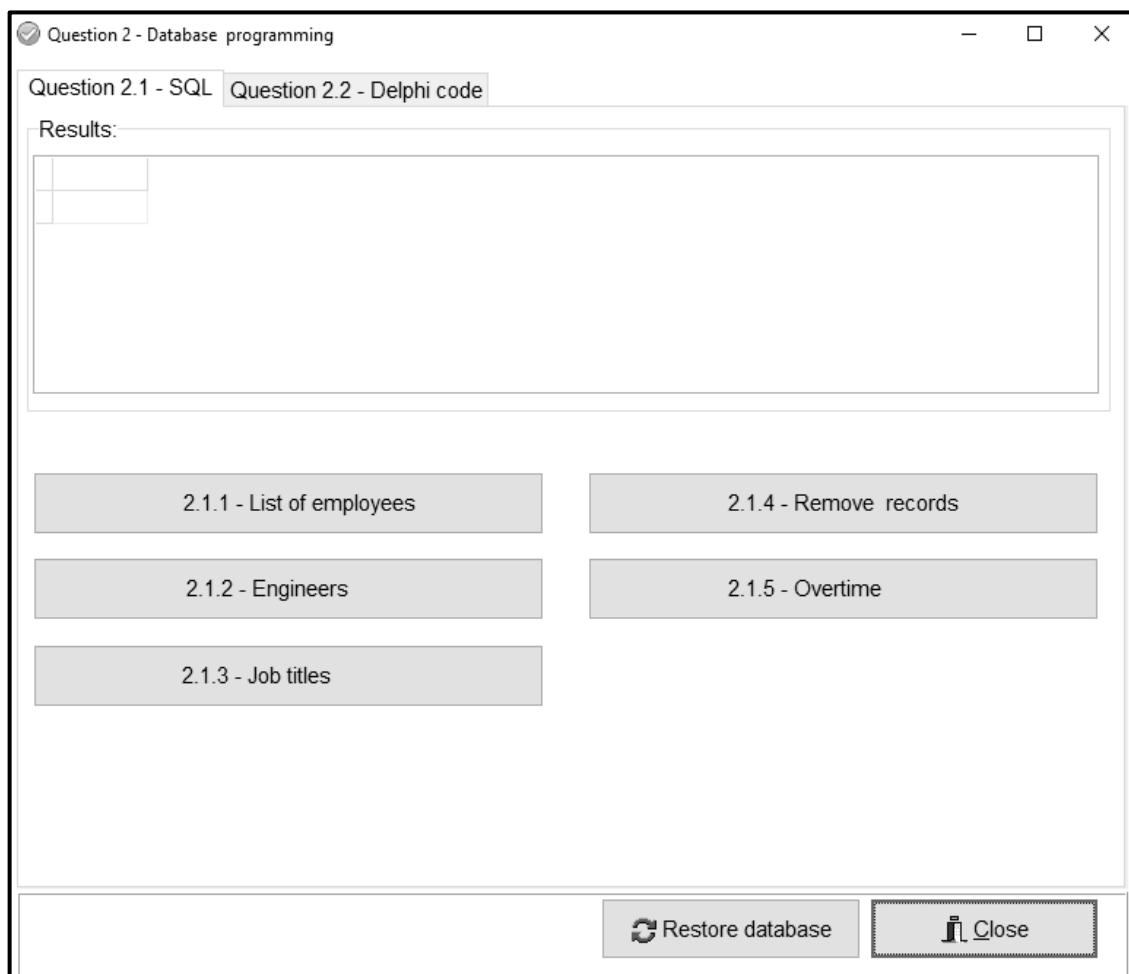 Question 2 - Database programming
Question 2.1 - SQL Question 2.2 - Delphi code
Results:
2.1.1 - List of employees 2.1.4 - Remove records
2.1.2 - Engineers 2.1.5 - Overtime
2.1.3 - Job titles
Restore database Close